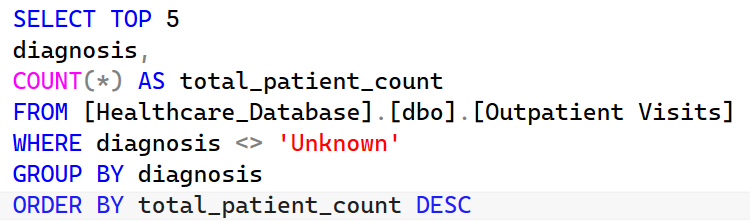 SELECT TOP 5
diagnosis,
COUNT(*) AS total_patient_count
FROM [Healthcare_Database].[dbo].[Outpatient Visits]
WHERE diagnosis <> 'Unknown'
GROUP BY diagnosis
ORDER BY total_patient_count DESC